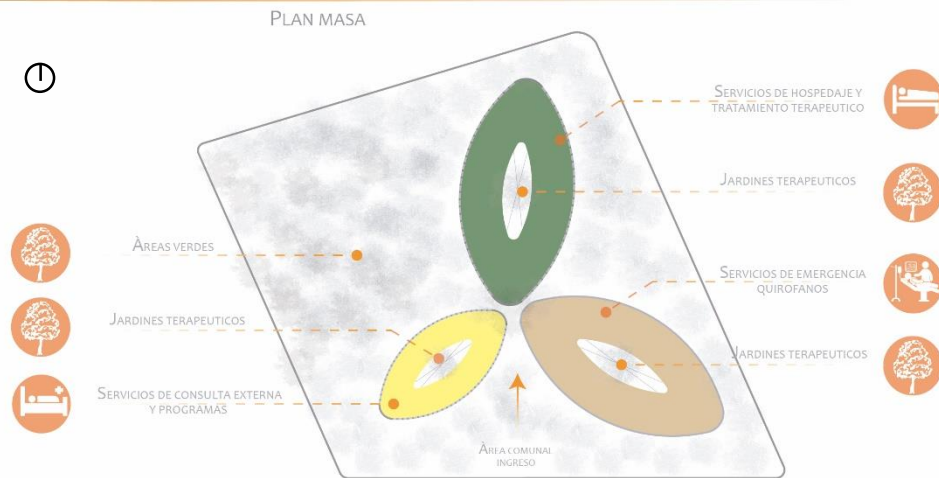 PLAN MASA
SERVICIOS DE HOSPEDAJE Y
TRATAMIENTO TERAPEUTICO
JARDINES TERAPEUTICOS
ÀREAS VERDES
SERVICIOS DE EMERGENCIA
QUIROFANOS
JARDINES TERAPEUTICOS
JARDINES TERAPEUTICOS
SERVICIOS DE CONSULTA EXTERNA
Y PROGRAMAS
ÀREA COMUNAL
INGRESO